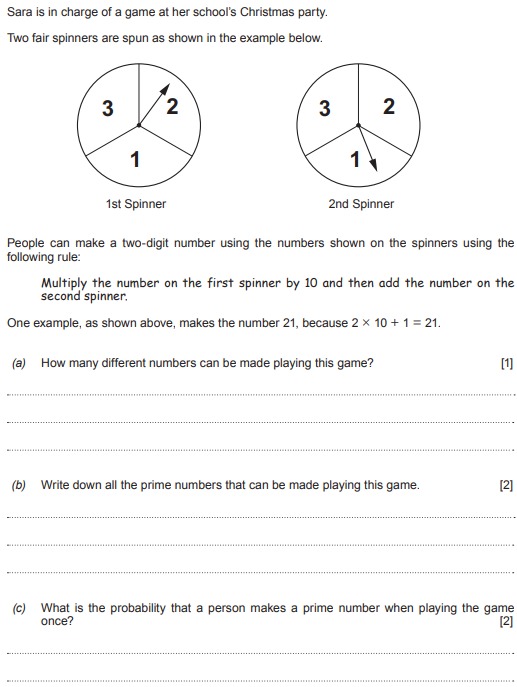 Sara is in charge of a game at her school's Christmas party.
Two fair spinners are spun as shown in the example below.
3 2 3 2
1 1
1st Spinner 2nd Spinner
People can make a two-digit number using the numbers shown on the spinners using the
following rule:
Multiply the number on the first spinner by 10 and then add the number on the
second spinner.
One example, as shown above, makes the number 21, because 2 × 10 + 1 = 21.
(a) How many different numbers can be made playing this game? [1]
(b) Write down all the prime numbers that can be made playing this game. [2]
(c) What is the probability that a person makes a prime number when playing the game
once? [2]